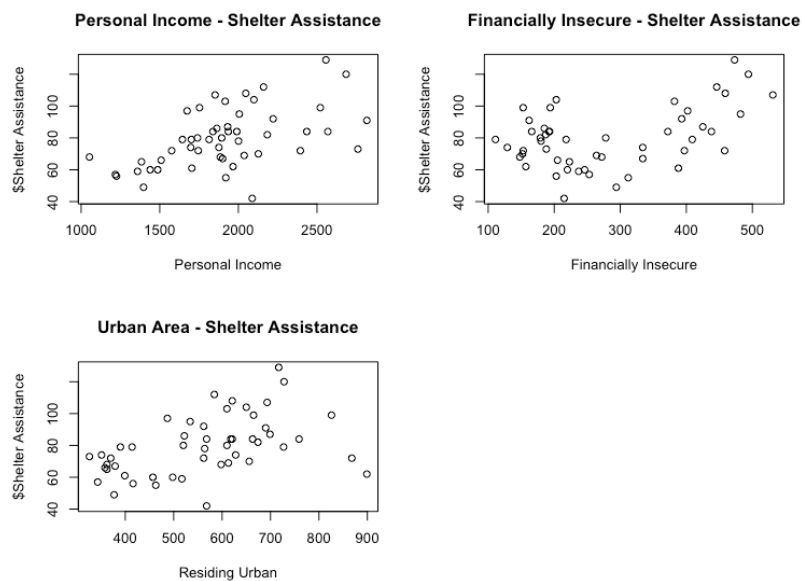 Personal Income - Shelter Assistance
$Shelter Assistance
40 60 80 100
1000 1500 2000 2500
Personal Income
Financially Insecure - Shelter Assistance
$Shelter Assistance
40 60 80 100
100 200 300 400 500
Financially Insecure
Urban Area - Shelter Assistance
$Shelter Assistance
40 60 80 100
400 500 600 700 800 900
Residing Urban